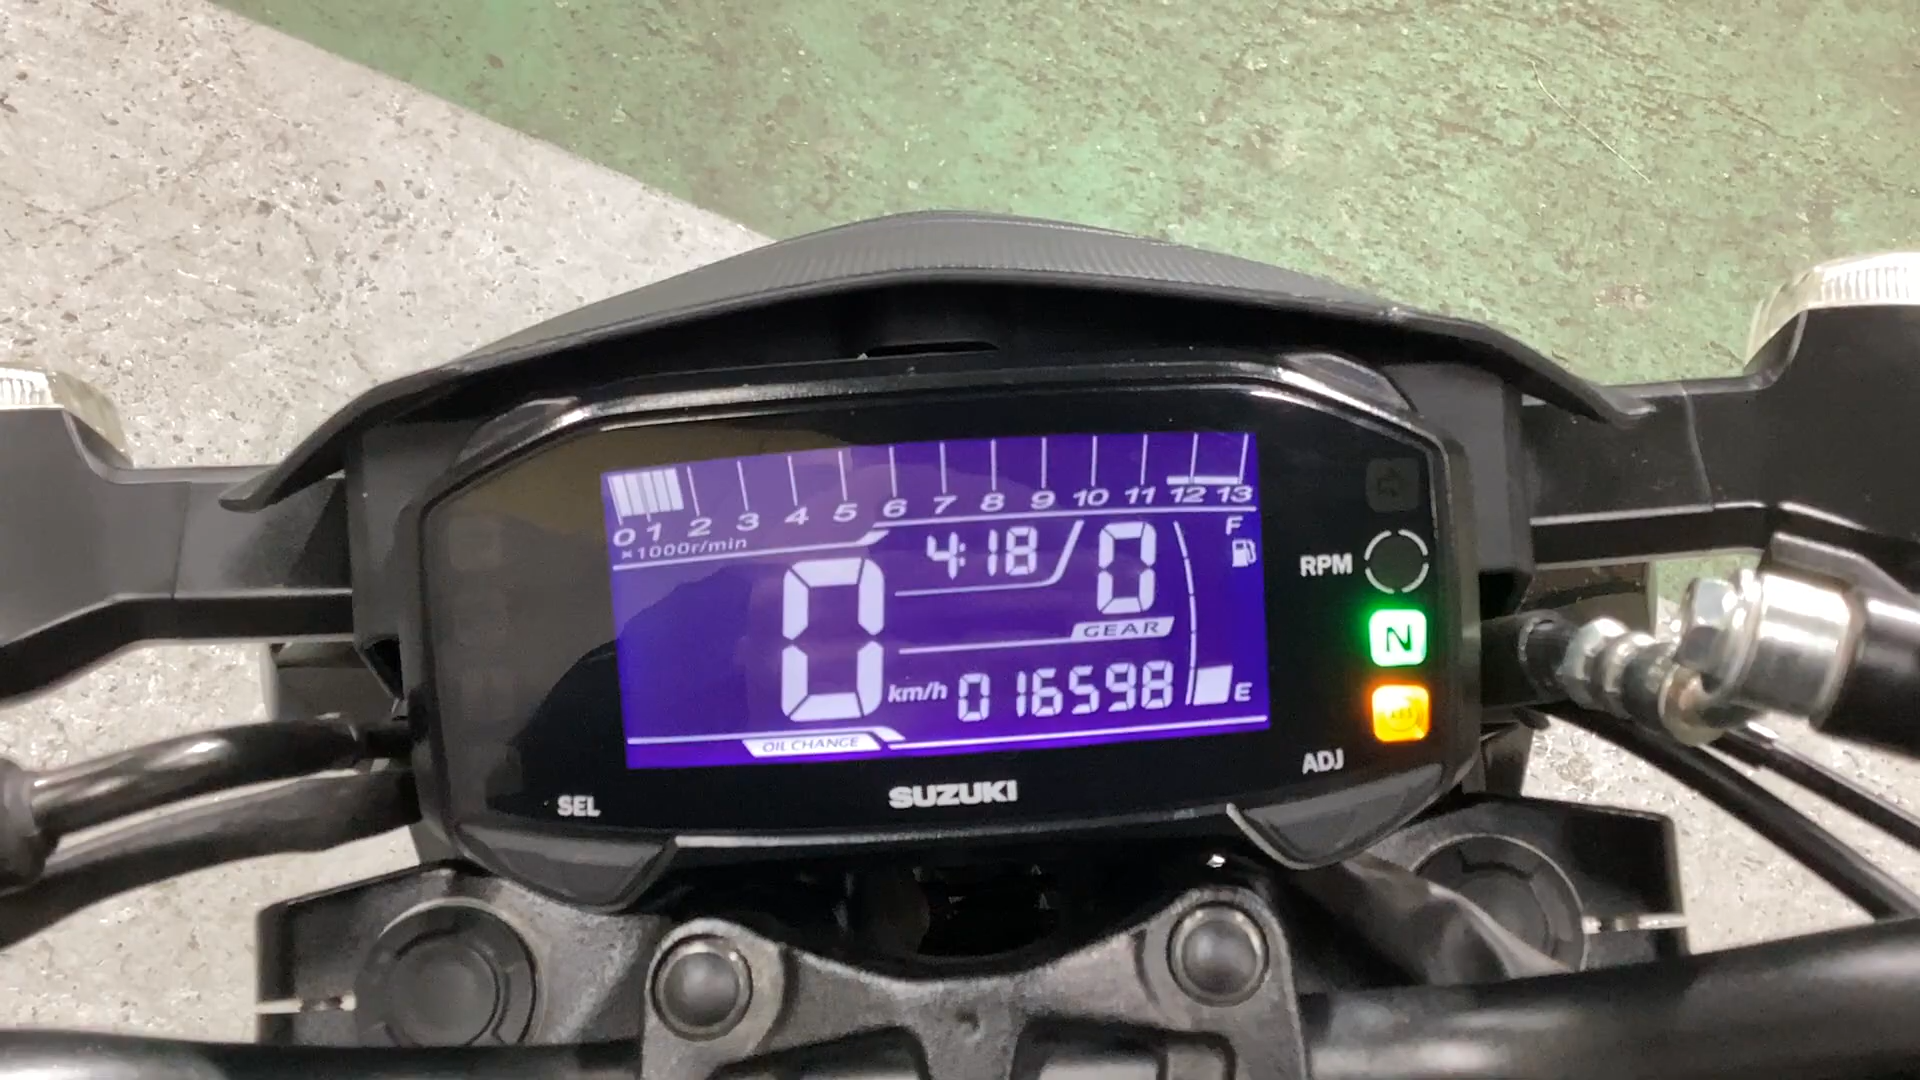 0 1 2 3 4 5 6 7 8 9 10 11 12 13
×1000r/min
4:18
0
GEAR
F
0
km/h
016598
E
OIL CHANGE
RPM
N
ABS
SEL
SUZUKI
ADJ